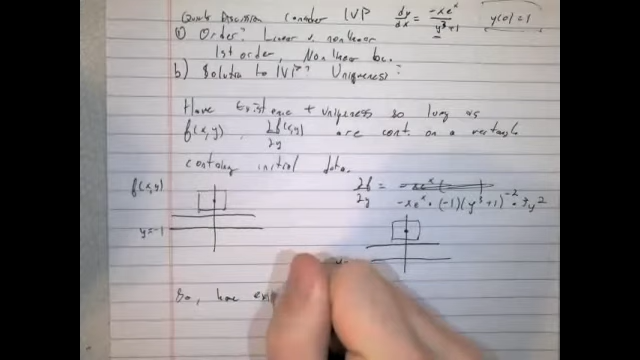 Quick Discussion Consider IVP dy/dx = -xe^x / y^3+1 y(0)=1
a) Order? Linear v. nonlinear
1st order, Nonlinear bc.
b) Solution to IVP? Uniqueness?
Have Existence + uniqueness so long as
f(x,y), ∂f(x,y)/∂y are cont. on a rectangle
containing initial data.
f(x,y)
∂f/∂y =
-xe^x · (-1)(y^3+1)^-2 · 3y^2
y=-1
So, have